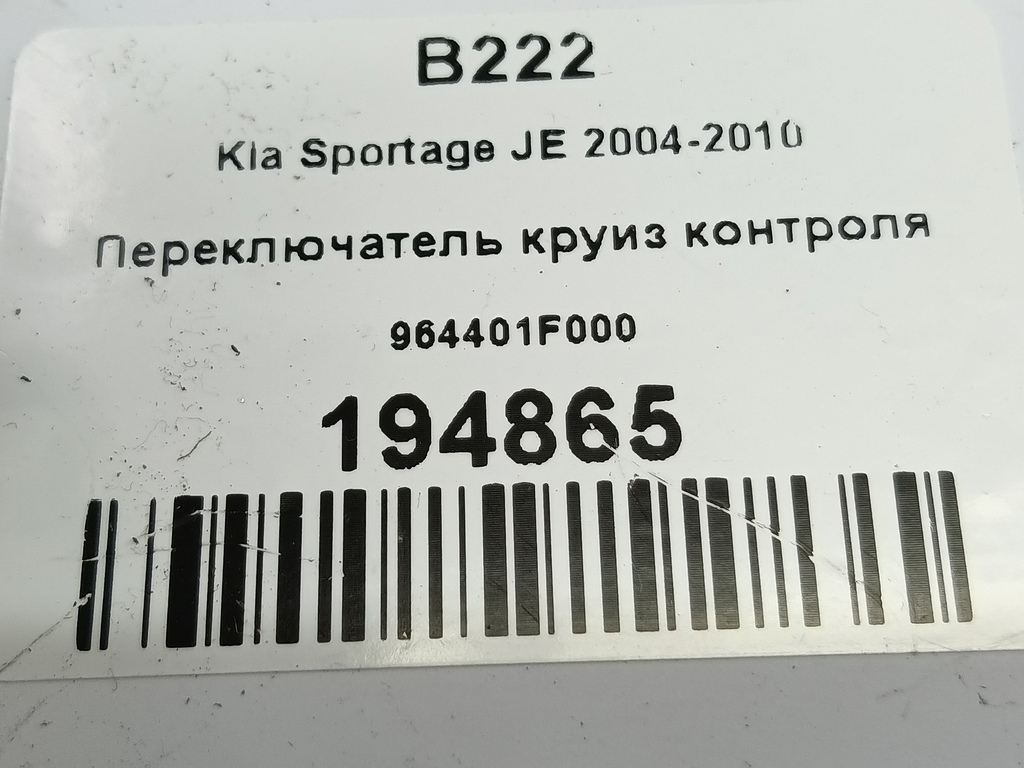 B222
Kia Sportage JE 2004-2010
Переключатель круиз контроля
964401F000
194865